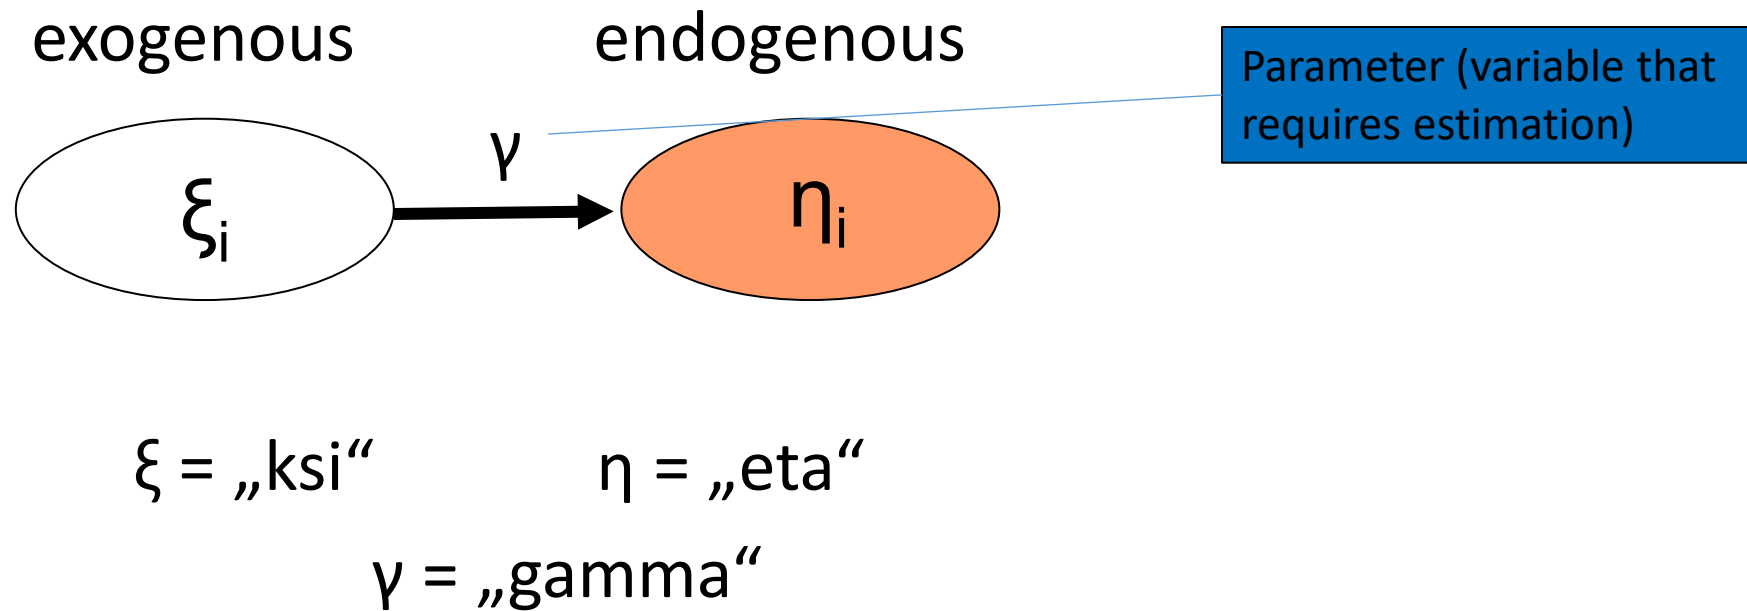 exogenous
endogenous
Parameter (variable that
requires estimation)
γ
ξi
ηi
ξ = „ksi“
η = „eta“
γ = „gamma“